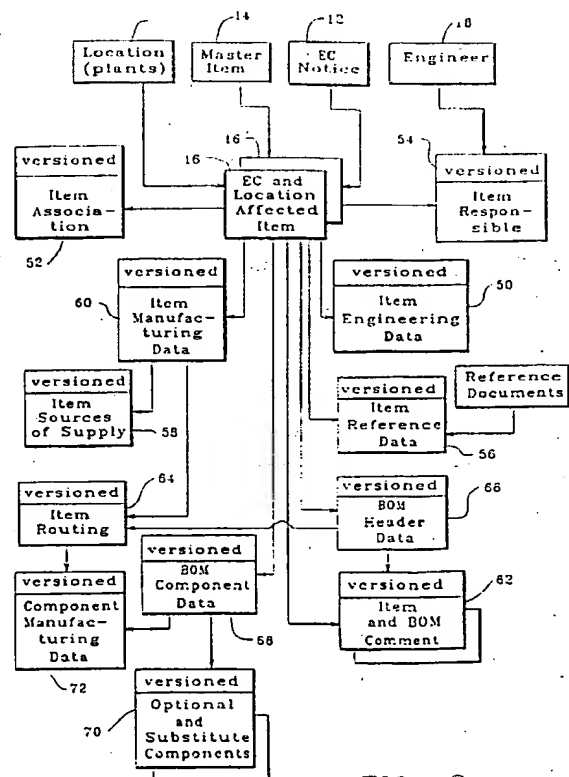 14
12
18
Location
(plants)
Master
Item
EC
Notice
Engineer
16
16
54
versioned
Item
Associa-
tion
52
EC and
Location
Affected
Item
versioned
Item
Respon-
sible
60
versioned
Item
Manufac-
turing
Data
versioned
Item
Engineering
Data
50
versioned
Item
Sources
of Supply
58
versioned
Item
Reference
Data
56
Reference
Documents
64
versioned
Item
Routing
versioned
BOM
Header
Data
66
versioned
BOM
Component
Data
68
versioned
Component
Manufac-
turing
Data
72
versioned
Item
and BOM
Comment
62
versioned
Optional
and
Substitute
Components
70